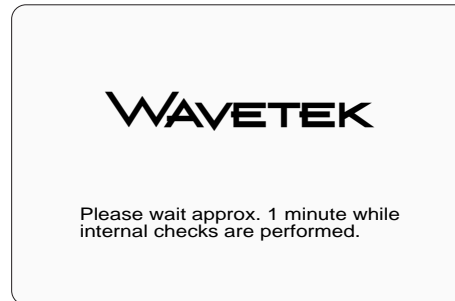 WAVETEK
Please wait approx. 1 minute while
internal checks are performed.